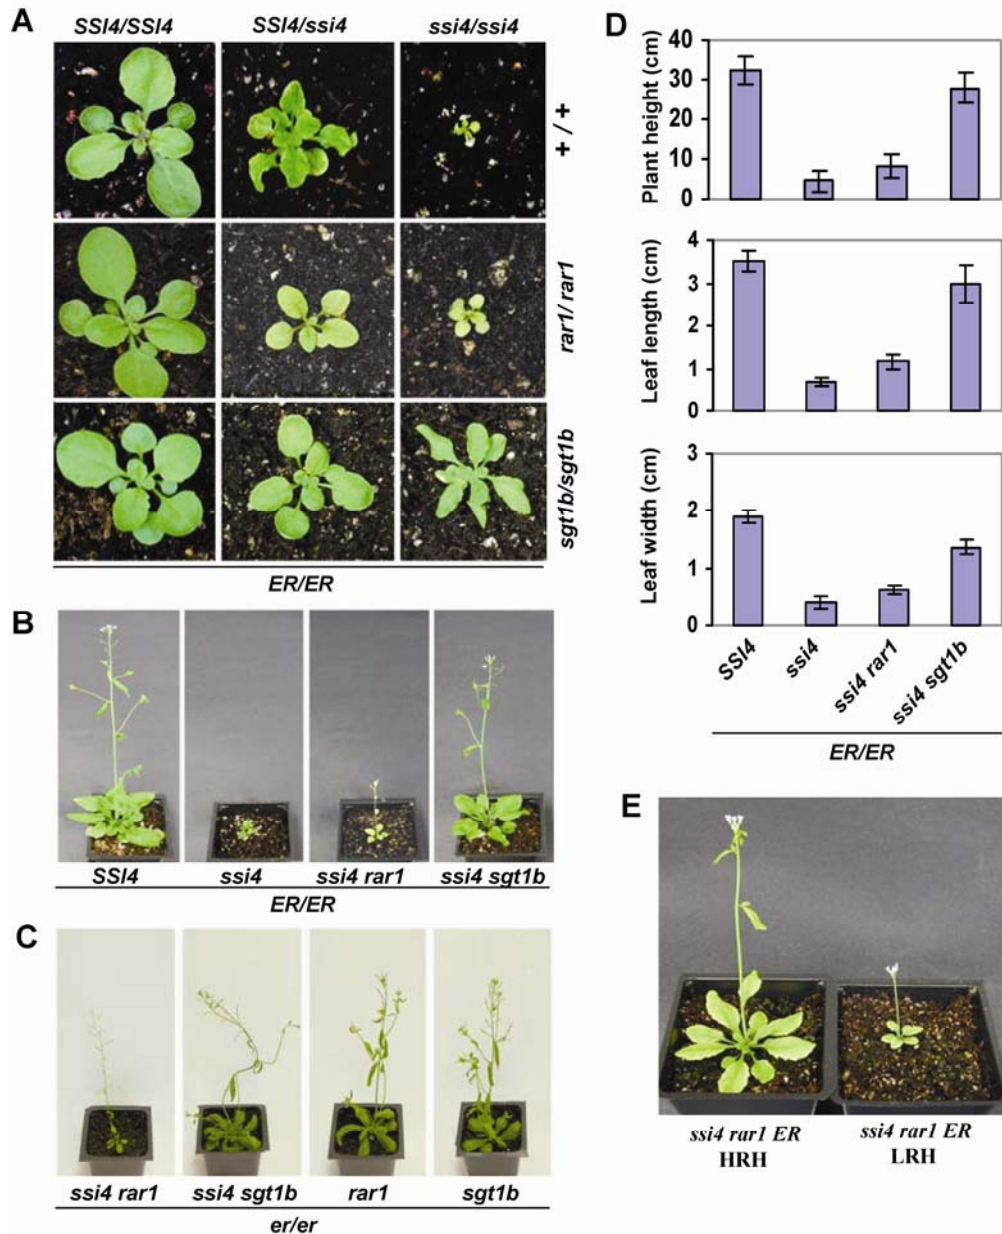 A
SSI4/SSI4
SSI4/ssi4
ssi4/ssi4
+ / +
rar1/ rar1
sgt1b/sgt1b
ER/ER
B
SSI4
ssi4
ssi4 rar1
ssi4 sgt1b
ER/ER
C
ssi4 rar1
ssi4 sgt1b
rar1
sgt1b
er/er
D
Plant height (cm)
40
30
20
10
0
Leaf length (cm)
4
3
2
1
0
Leaf width (cm)
3
2
1
0
SSI4
ssi4
ssi4 rar1
ssi4 sgt1b
ER/ER
E
ssi4 rar1 ER
HRH
ssi4 rar1 ER
LRH